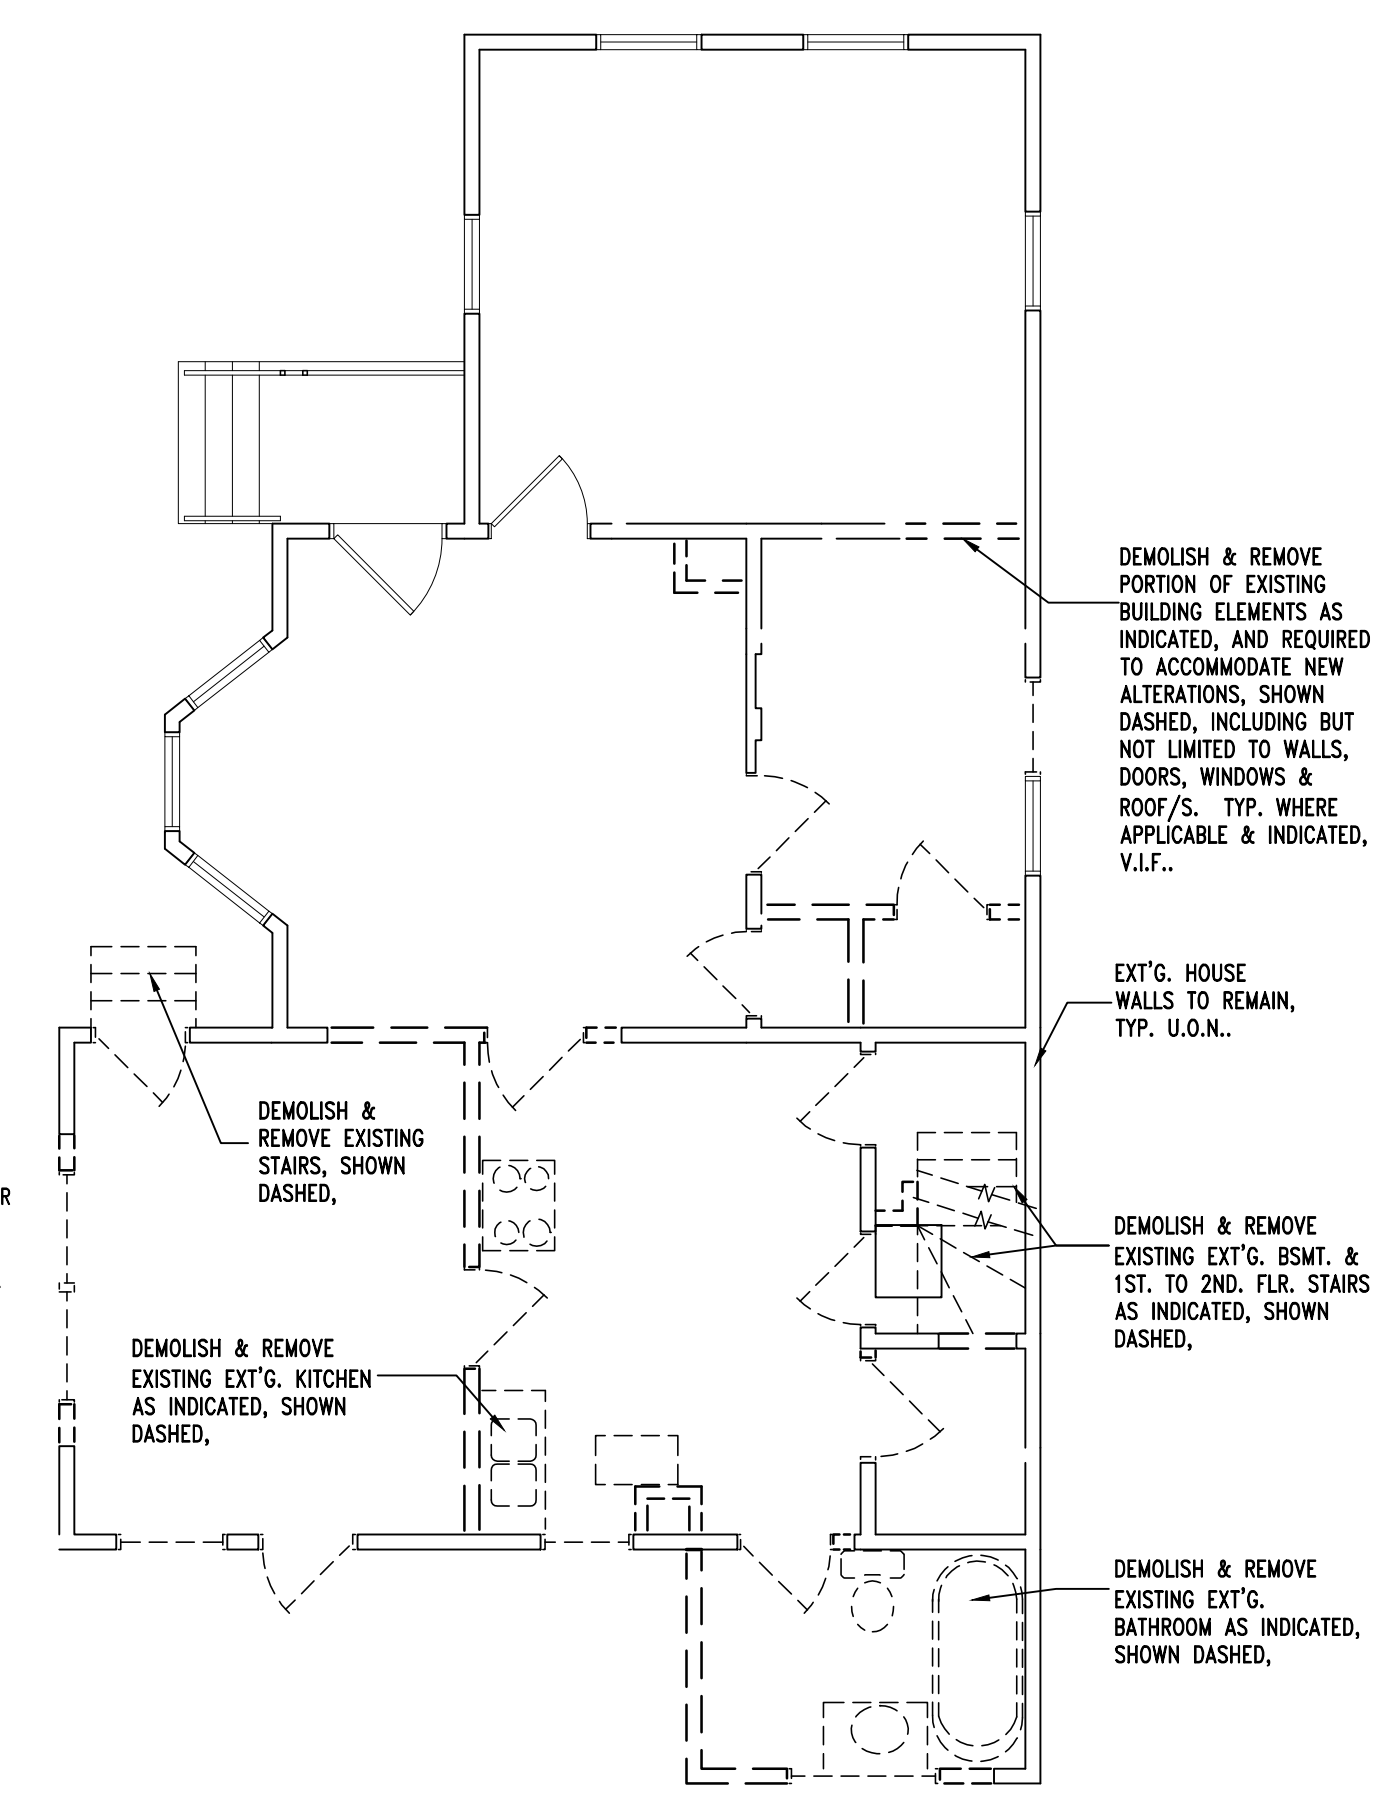 DEMOLISH & REMOVE
PORTION OF EXISTING
BUILDING ELEMENTS AS
INDICATED, AND REQUIRED
TO ACCOMMODATE NEW
ALTERATIONS, SHOWN
DASHED, INCLUDING BUT
NOT LIMITED TO WALLS,
DOORS, WINDOWS &
ROOF/S. TYP. WHERE
APPLICABLE & INDICATED,
V.I.F..
EXT'G. HOUSE
WALLS TO REMAIN,
TYP. U.O.N..
DEMOLISH &
REMOVE EXISTING
STAIRS, SHOWN
DASHED,
R
DEMOLISH & REMOVE
EXISTING EXT'G. BSMT. &
1ST. TO 2ND. FLR. STAIRS
AS INDICATED, SHOWN
DASHED,
DEMOLISH & REMOVE
EXISTING EXT'G. KITCHEN
AS INDICATED, SHOWN
DASHED,
DEMOLISH & REMOVE
EXISTING EXT'G.
BATHROOM AS INDICATED,
SHOWN DASHED,